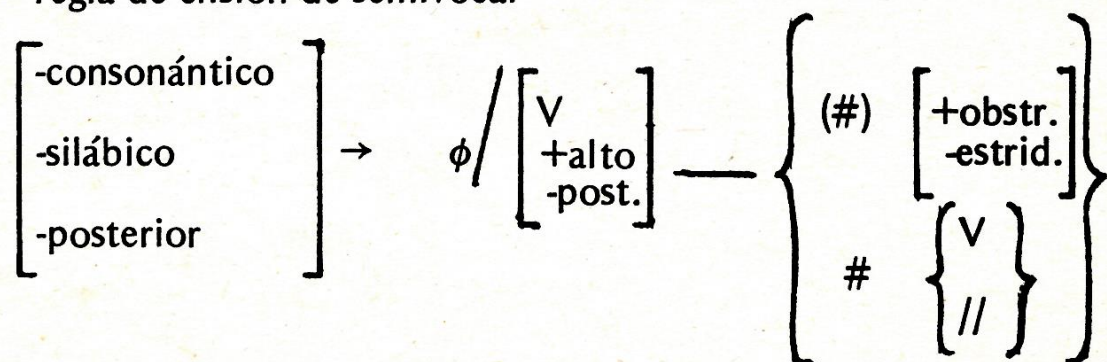 regla de elisión de semivocal
[-consonántico
-silábico
-posterior] → ϕ / [V
+alto
-post.] — { (#) [+obstr.
-estrid.]
# {V
//} }